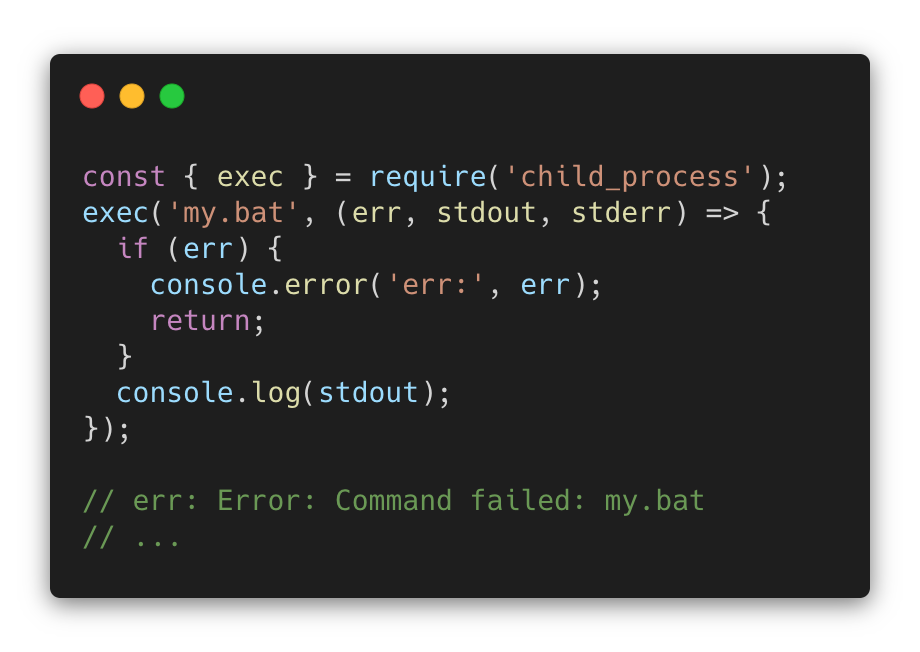 const { exec } = require('child_process');
exec('my.bat', (err, stdout, stderr) => {
  if (err) {
    console.error('err:', err);
    return;
  }
  console.log(stdout);
});

// err: Error: Command failed: my.bat
// ...